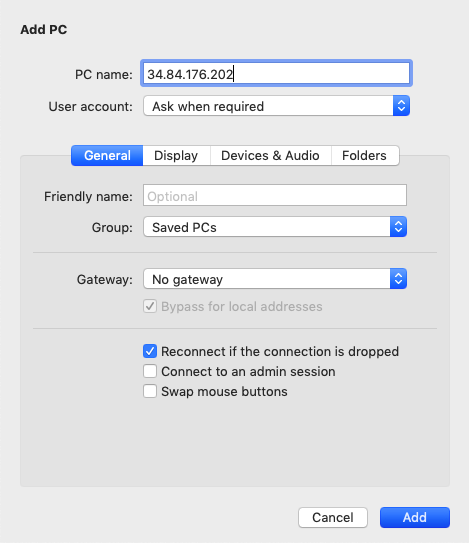 Add PC
PC name: 34.84.176.202
User account: Ask when required
General Display Devices & Audio Folders
Friendly name: Optional
Group: Saved PCs
Gateway: No gateway
Bypass for local addresses
Reconnect if the connection is dropped
Connect to an admin session
Swap mouse buttons
Cancel Add